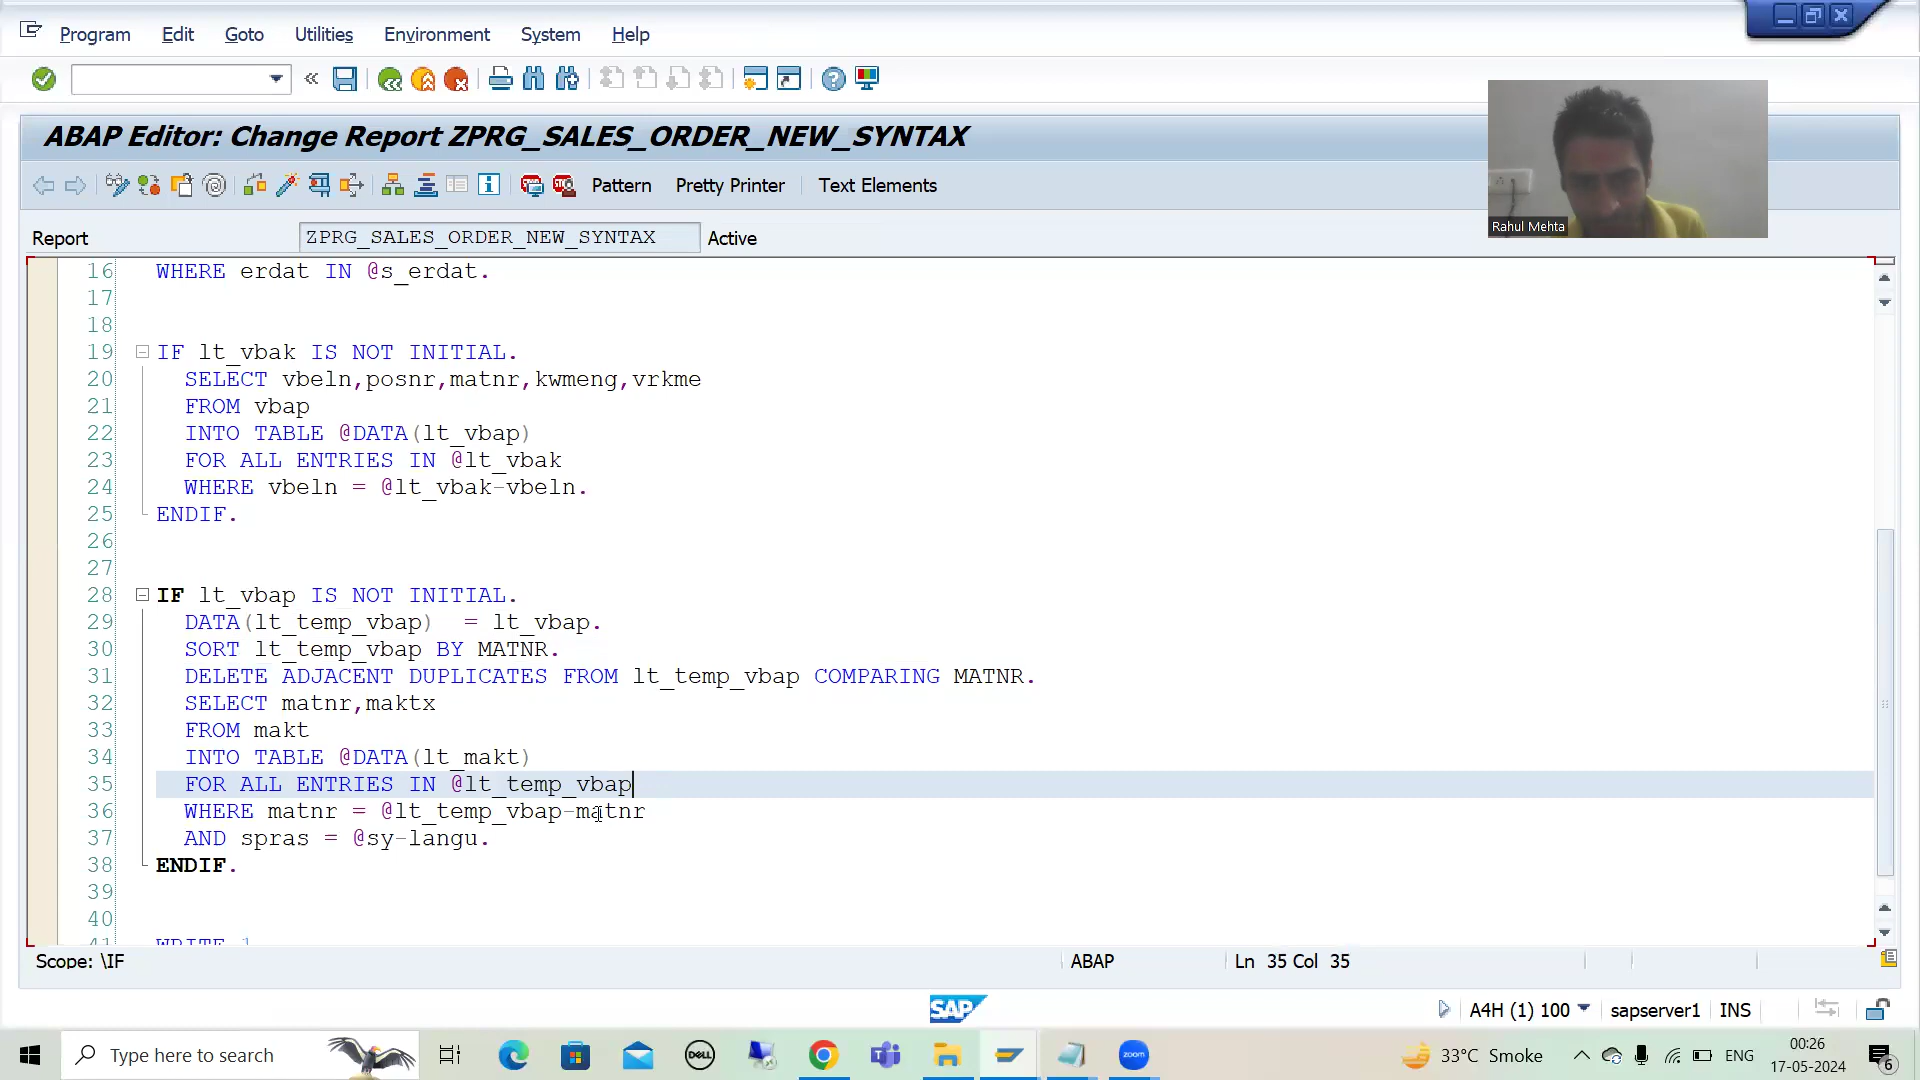 Program Edit Goto Utilities Environment System Help
ABAP Editor: Change Report ZPRG_SALES_ORDER_NEW_SYNTAX
Pattern Pretty Printer Text Elements
Rahul Mehta
Report ZPRG_SALES_ORDER_NEW_SYNTAX Active
16 WHERE erdat IN @s_erdat.
17
18
19 IF lt_vbak IS NOT INITIAL.
20 SELECT vbeln,posnr,matnr,kwmeng,vrkme
21 FROM vbap
22 INTO TABLE @DATA(lt_vbap)
23 FOR ALL ENTRIES IN @lt_vbak
24 WHERE vbeln = @lt_vbak-vbeln.
25 ENDIF.
26
27
28 IF lt_vbap IS NOT INITIAL.
29 DATA(lt_temp_vbap) = lt_vbap.
30 SORT lt_temp_vbap BY MATNR.
31 DELETE ADJACENT DUPLICATES FROM lt_temp_vbap COMPARING MATNR.
32 SELECT matnr,maktx
33 FROM makt
34 INTO TABLE @DATA(lt_makt)
35 FOR ALL ENTRIES IN @lt_temp_vbap
36 WHERE matnr = @lt_temp_vbap-matnr
37 AND spras = @sy-langu.
38 ENDIF.
39
40
41 WRITE
Scope: \IF ABAP Ln 35 Col 35
SAP A4H (1) 100 sapserver1 INS
Type here to search DELL zoom 33°C Smoke ENG 00:26
17-05-2024 6